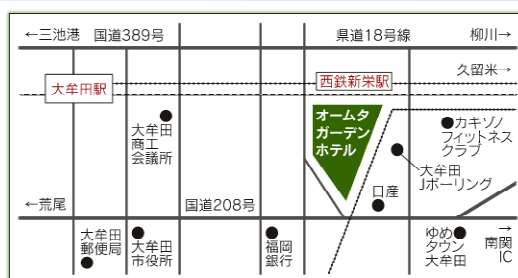 ←三池港 国道389号 県道18号線 柳川→
久留米→
大牟田駅
西鉄新栄駅
大牟田
商工
会議所
オームタ
ガーデン
ホテル
カキゾノ
フィットネス
クラブ
大牟田
Jボーリング
日産
←荒尾 国道208号
大牟田
郵便局
大牟田
市役所
福岡
銀行
ゆめ
タウン
大牟田
→
南関
IC